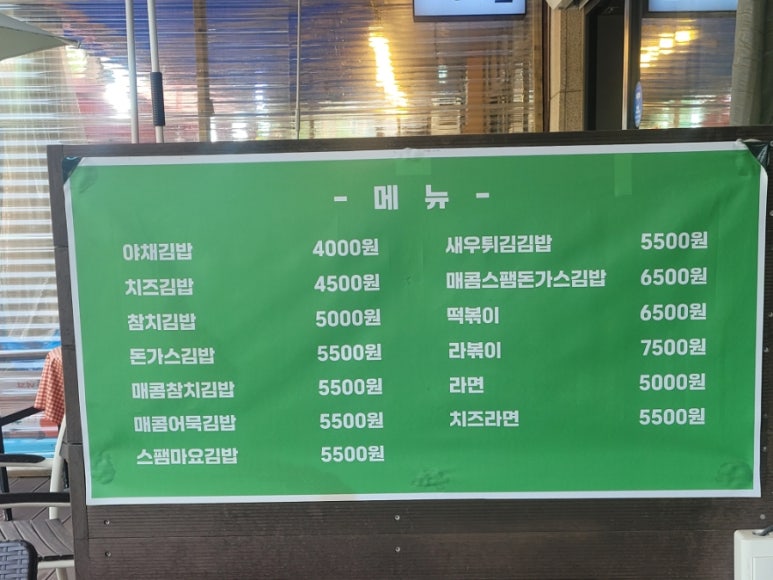 - 메 뉴 -
야채김밥 4000원
치즈김밥 4500원
참치김밥 5000원
돈가스김밥 5500원
매콤참치김밥 5500원
매콤어묵김밥 5500원
스팸마요김밥 5500원
새우튀김김밥 5500원
매콤스팸돈가스김밥 6500원
떡볶이 6500원
라볶이 7500원
라면 5000원
치즈라면 5500원